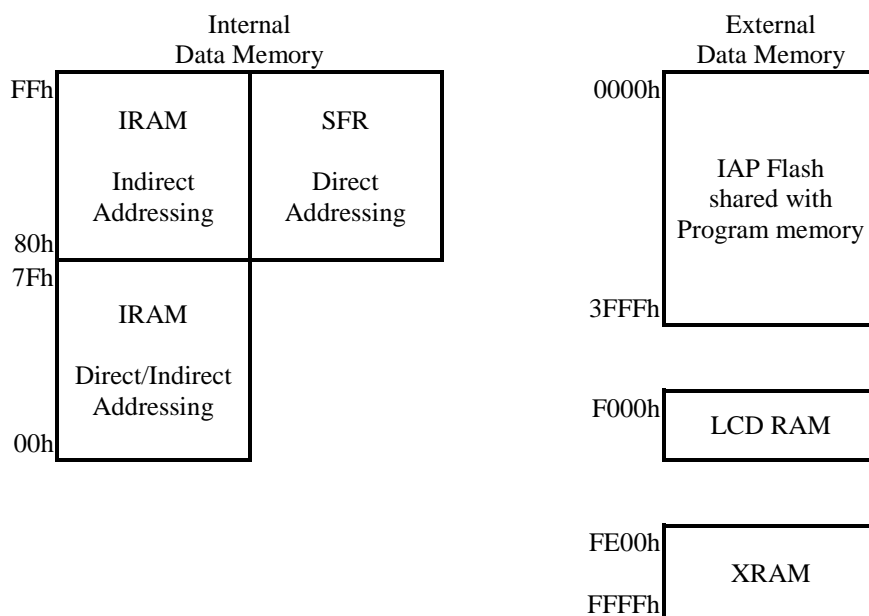 Internal
Data Memory
FFh
IRAM
Indirect
Addressing
80h
SFR
Direct
Addressing
7Fh
IRAM
Direct/Indirect
Addressing
00h
External
Data Memory
0000h
IAP Flash
shared with
Program memory
3FFFh
F000h
LCD RAM
FE00h
XRAM
FFFFh